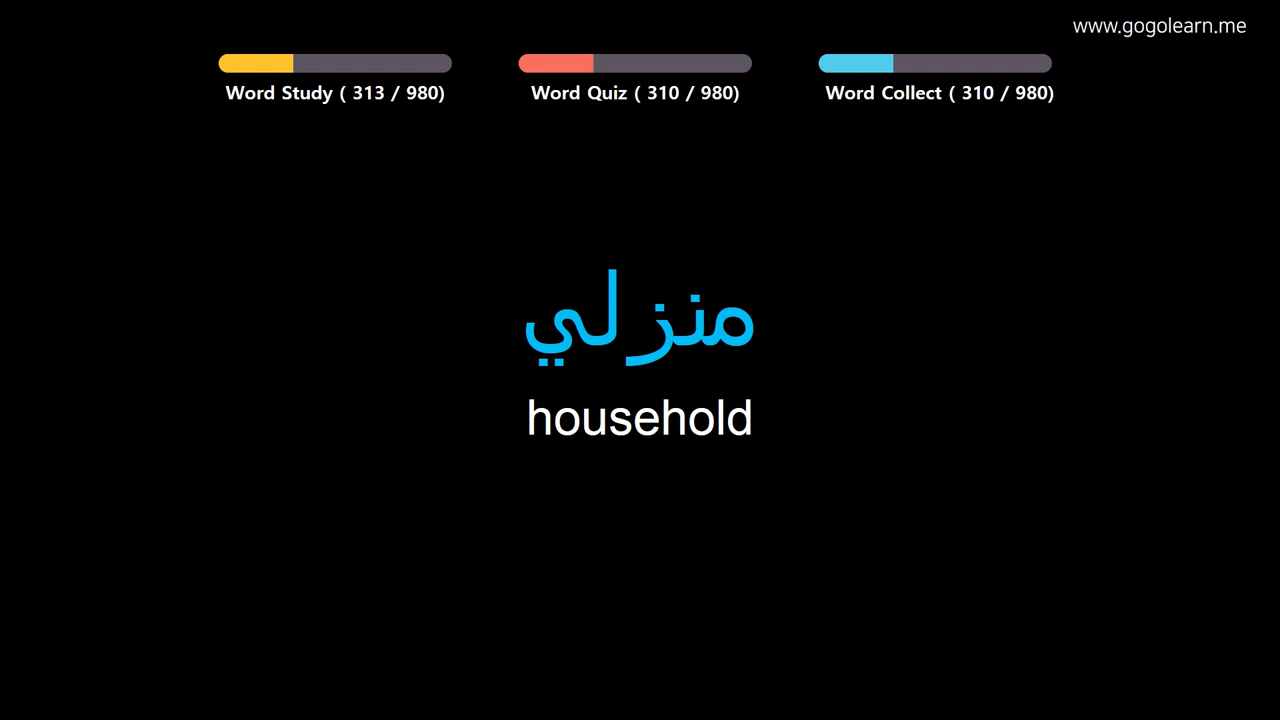 www.gogolearn.me
Word Study ( 313 / 980)
Word Quiz ( 310 / 980)
Word Collect ( 310 / 980)
منزلي
household